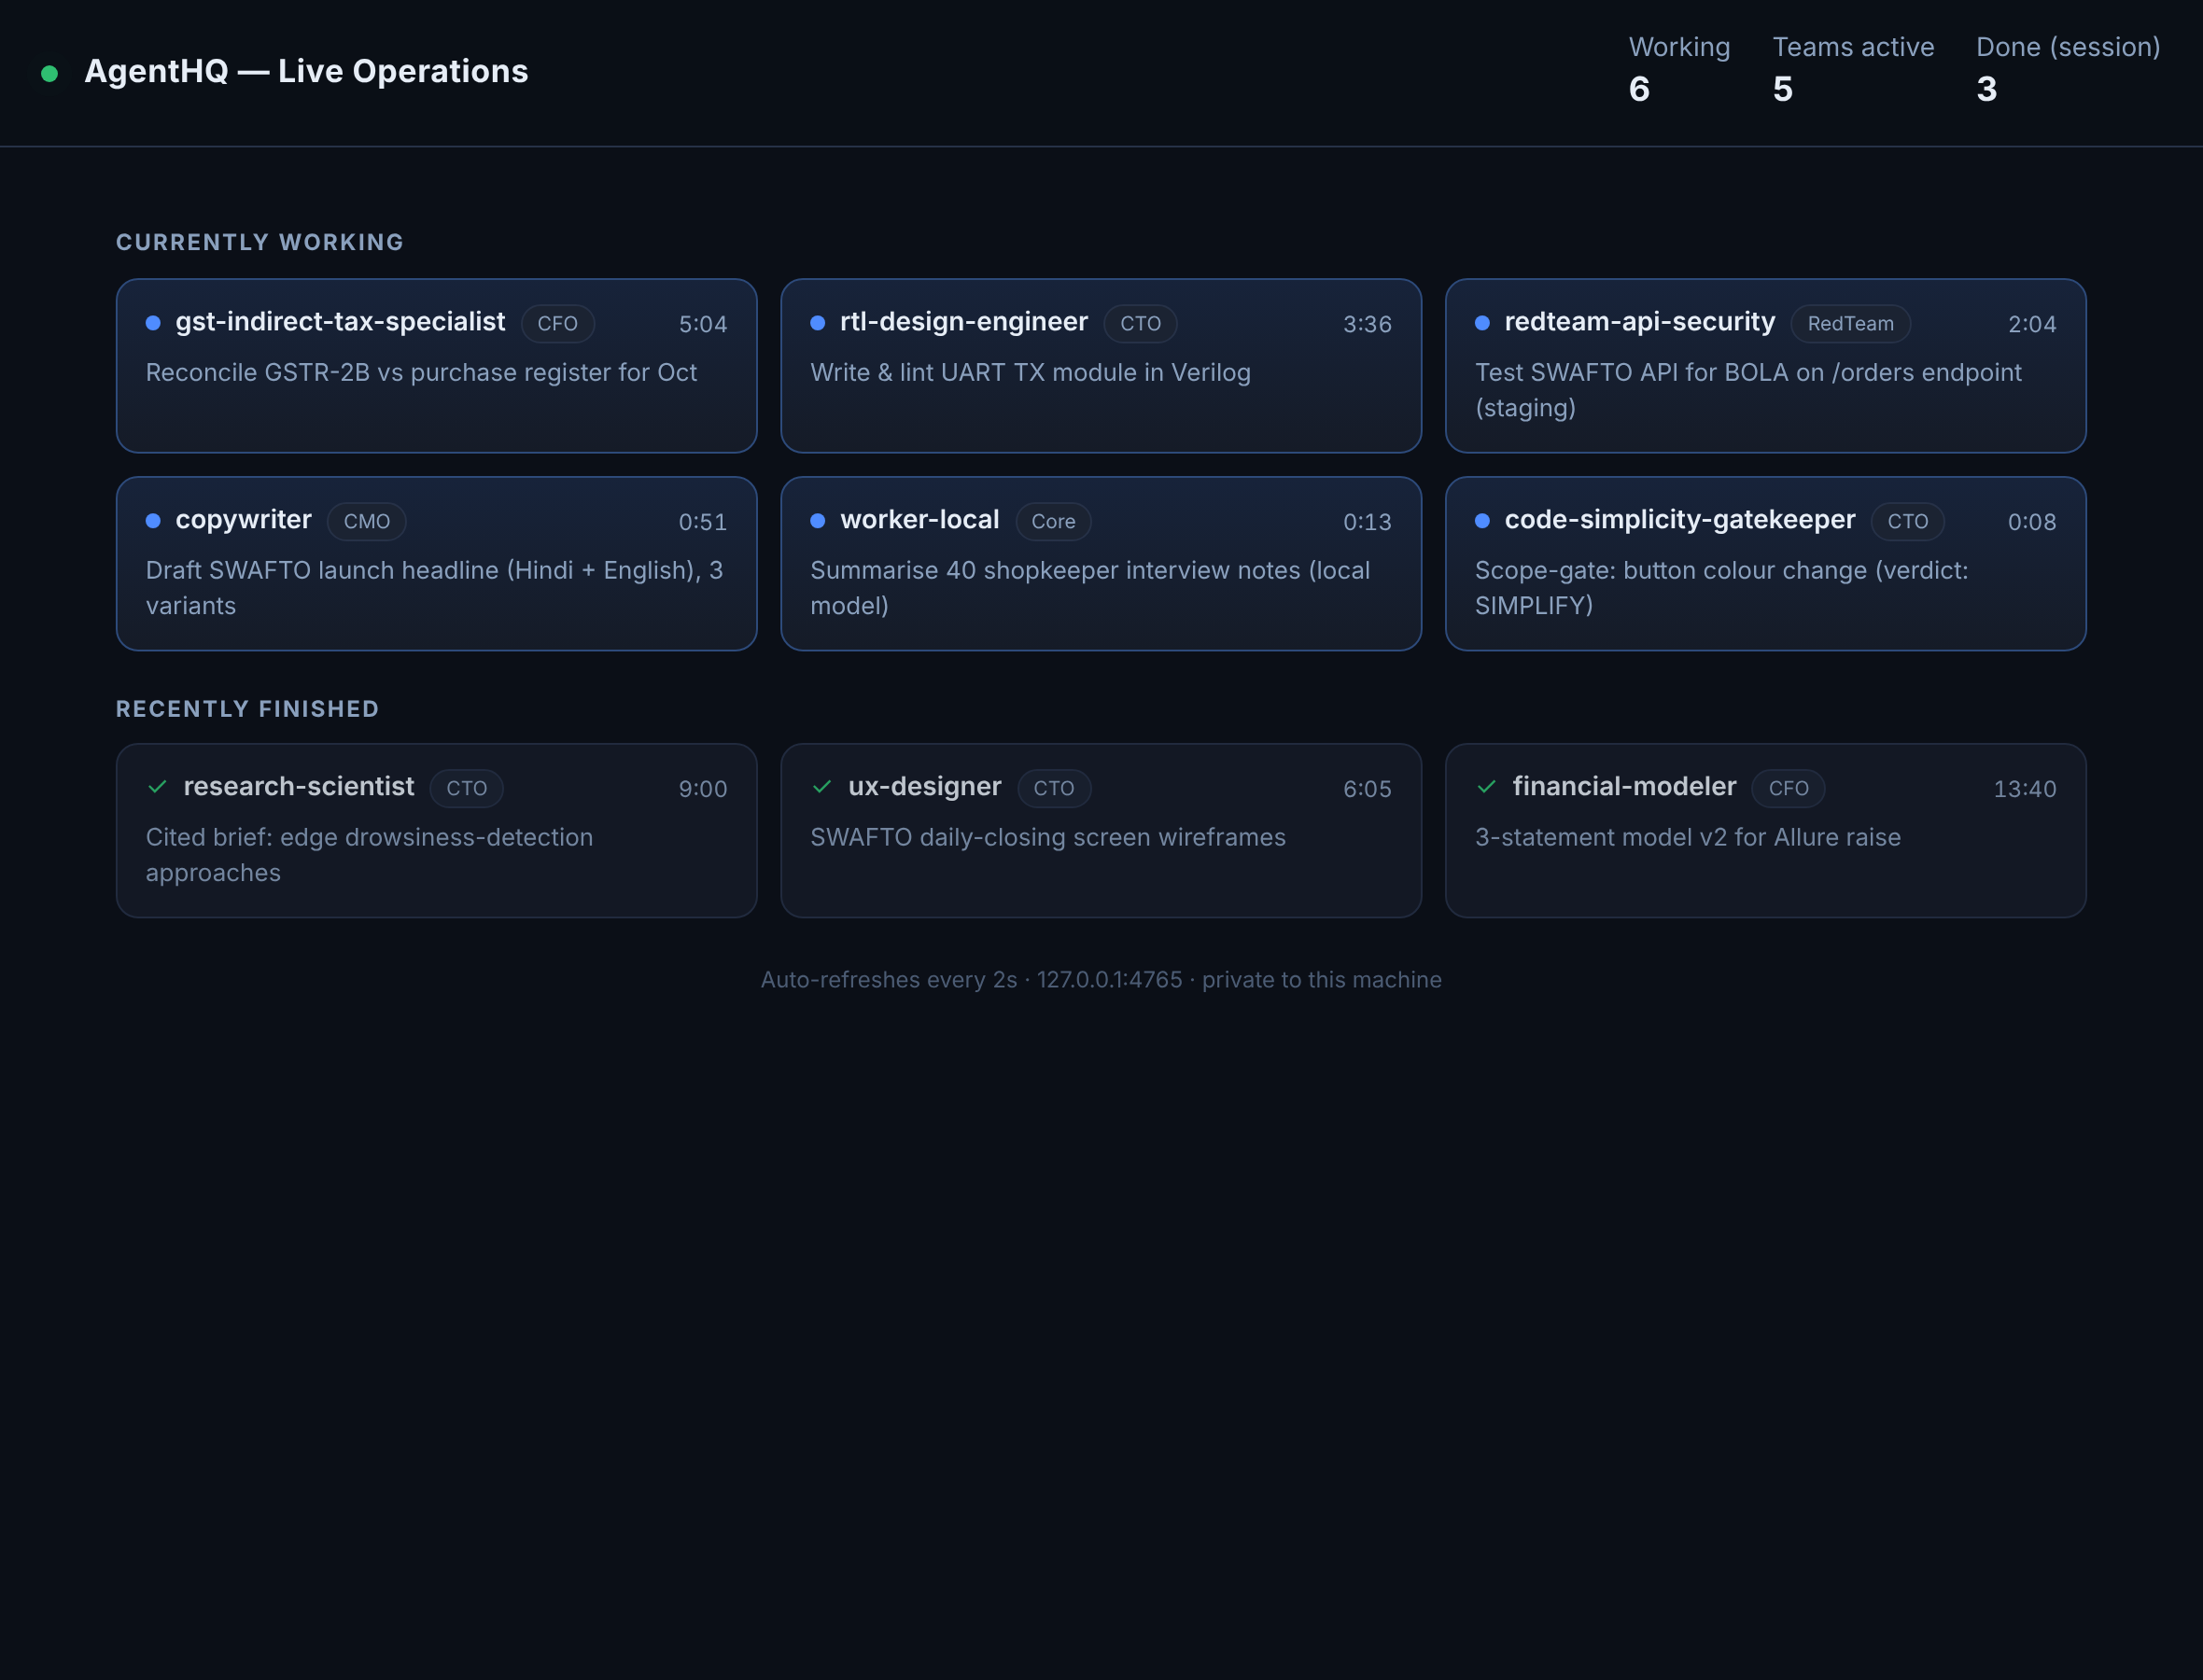 AgentHQ — Live Operations
Working
6
Teams active
5
Done (session)
3
CURRENTLY WORKING
gst-indirect-tax-specialist CFO 5:04
Reconcile GSTR-2B vs purchase register for Oct
rtl-design-engineer CTO 3:36
Write & lint UART TX module in Verilog
redteam-api-security RedTeam 2:04
Test SWAFTO API for BOLA on /orders endpoint
(staging)
copywriter CMO 0:51
Draft SWAFTO launch headline (Hindi + English), 3
variants
worker-local Core 0:13
Summarise 40 shopkeeper interview notes (local
model)
code-simplicity-gatekeeper CTO 0:08
Scope-gate: button colour change (verdict:
SIMPLIFY)
RECENTLY FINISHED
research-scientist CTO 9:00
Cited brief: edge drowsiness-detection
approaches
ux-designer CTO 6:05
SWAFTO daily-closing screen wireframes
financial-modeler CFO 13:40
3-statement model v2 for Allure raise
Auto-refreshes every 2s · 127.0.0.1:4765 · private to this machine